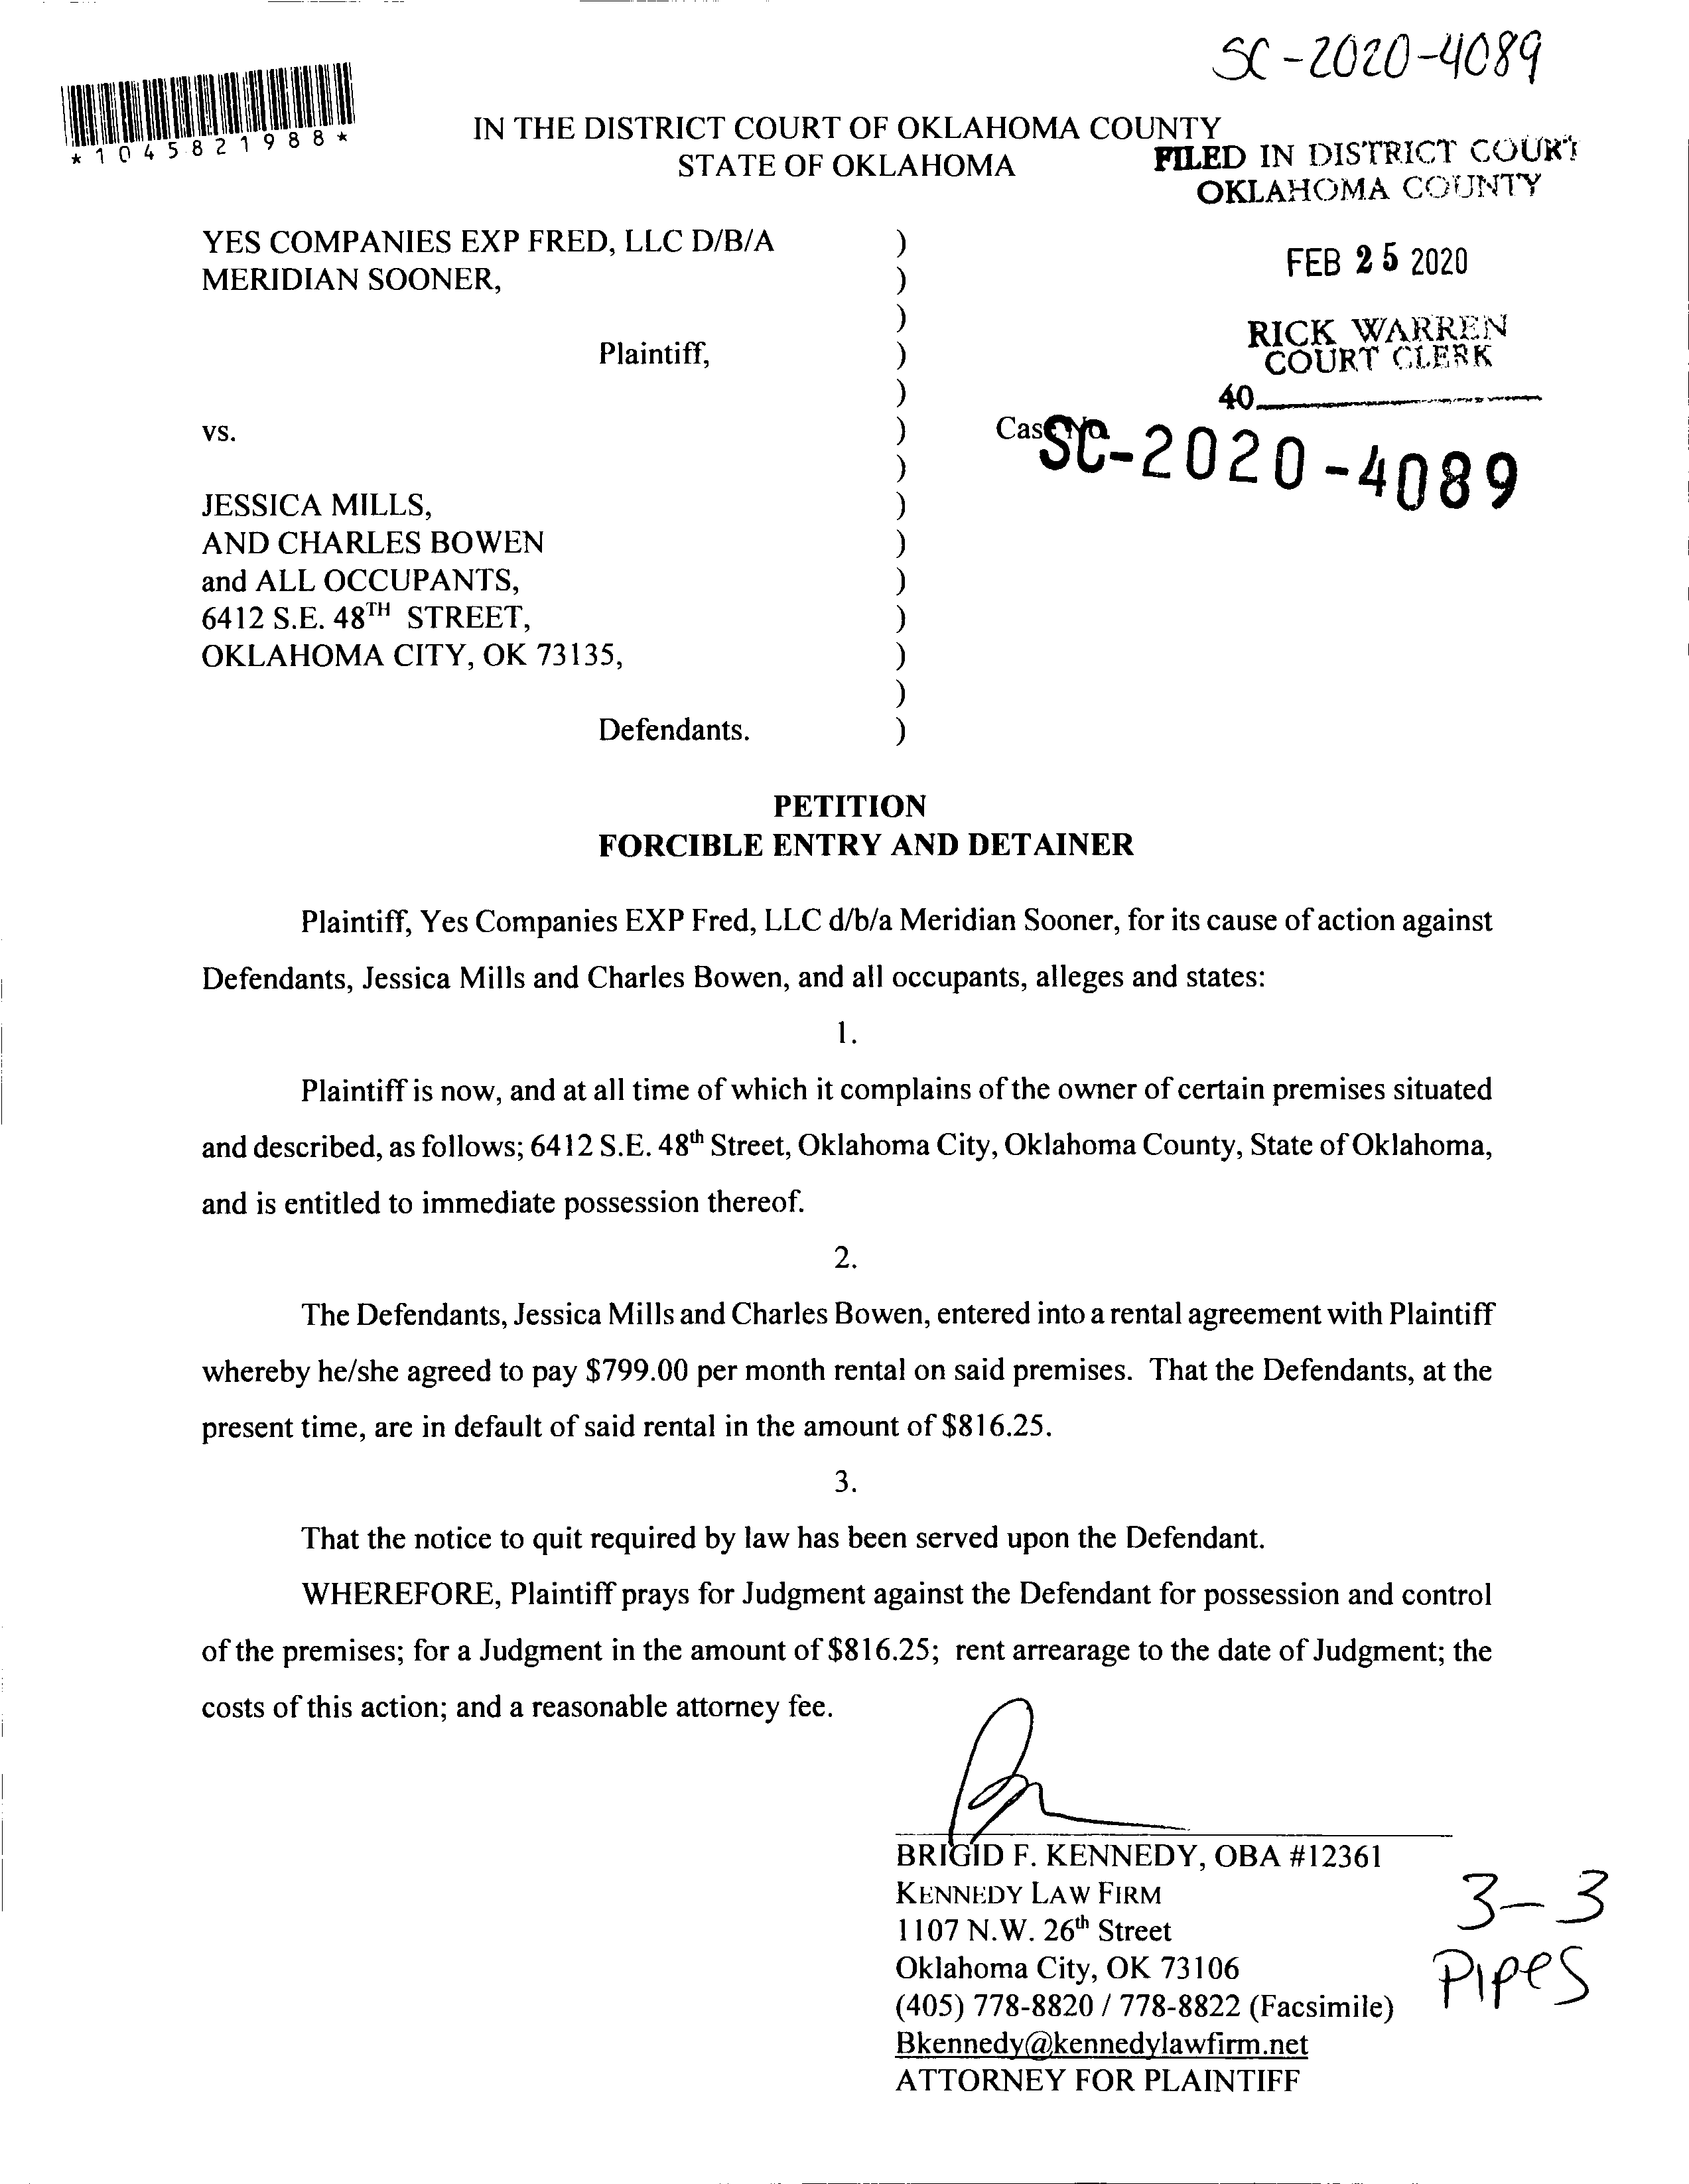 SC-2020-4089
*1045821988*
IN THE DISTRICT COURT OF OKLAHOMA COUNTY
STATE OF OKLAHOMA
FILED IN DISTRICT COURT
OKLAHOMA COUNTY
FEB 25 2020
RICK WARREN
COURT CLERK
40
YES COMPANIES EXP FRED, LLC D/B/A )
MERIDIAN SOONER, )
)
Plaintiff, )
)
vs. ) Case No.
SC-2020-4089
)
JESSICA MILLS, )
AND CHARLES BOWEN )
and ALL OCCUPANTS, )
6412 S.E. 48TH STREET, )
OKLAHOMA CITY, OK 73135, )
)
Defendants. )
PETITION
FORCIBLE ENTRY AND DETAINER
Plaintiff, Yes Companies EXP Fred, LLC d/b/a Meridian Sooner, for its cause of action against
Defendants, Jessica Mills and Charles Bowen, and all occupants, alleges and states:
1.
Plaintiff is now, and at all time of which it complains of the owner of certain premises situated
and described, as follows; 6412 S.E. 48th Street, Oklahoma City, Oklahoma County, State of Oklahoma,
and is entitled to immediate possession thereof.
2.
The Defendants, Jessica Mills and Charles Bowen, entered into a rental agreement with Plaintiff
whereby he/she agreed to pay $799.00 per month rental on said premises. That the Defendants, at the
present time, are in default of said rental in the amount of $816.25.
3.
That the notice to quit required by law has been served upon the Defendant.
WHEREFORE, Plaintiff prays for Judgment against the Defendant for possession and control
of the premises; for a Judgment in the amount of $816.25; rent arrearage to the date of Judgment; the
costs of this action; and a reasonable attorney fee.
BRIGID F. KENNEDY, OBA #12361
KENNEDY LAW FIRM
1107 N.W. 26th Street
Oklahoma City, OK 73106
(405) 778-8820 / 778-8822 (Facsimile)
Bkennedy@kennedylawfirm.net
ATTORNEY FOR PLAINTIFF
3-3
Pipes